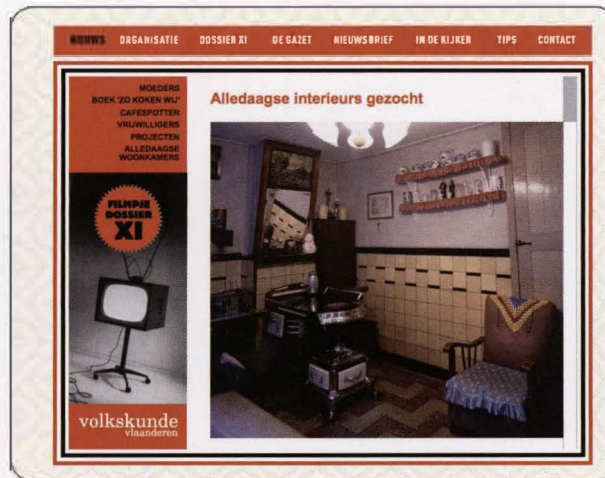 NIEUWS ORGANISATIE DOSSIER XI DE GAZET NIEUWSBRIEF IN DE KIJKER TIPS CONTACT
MOEDERS
BOEK 'ZO KOKEN WIJ'
CAFESPOTTER
VRIJWILLIGERS
PROJECTEN
ALLEDAAGSE
WOONKAMERS
FILMPJE
DOSSIER
XI
volkskunde
vlaanderen
Alledaagse interieurs gezocht